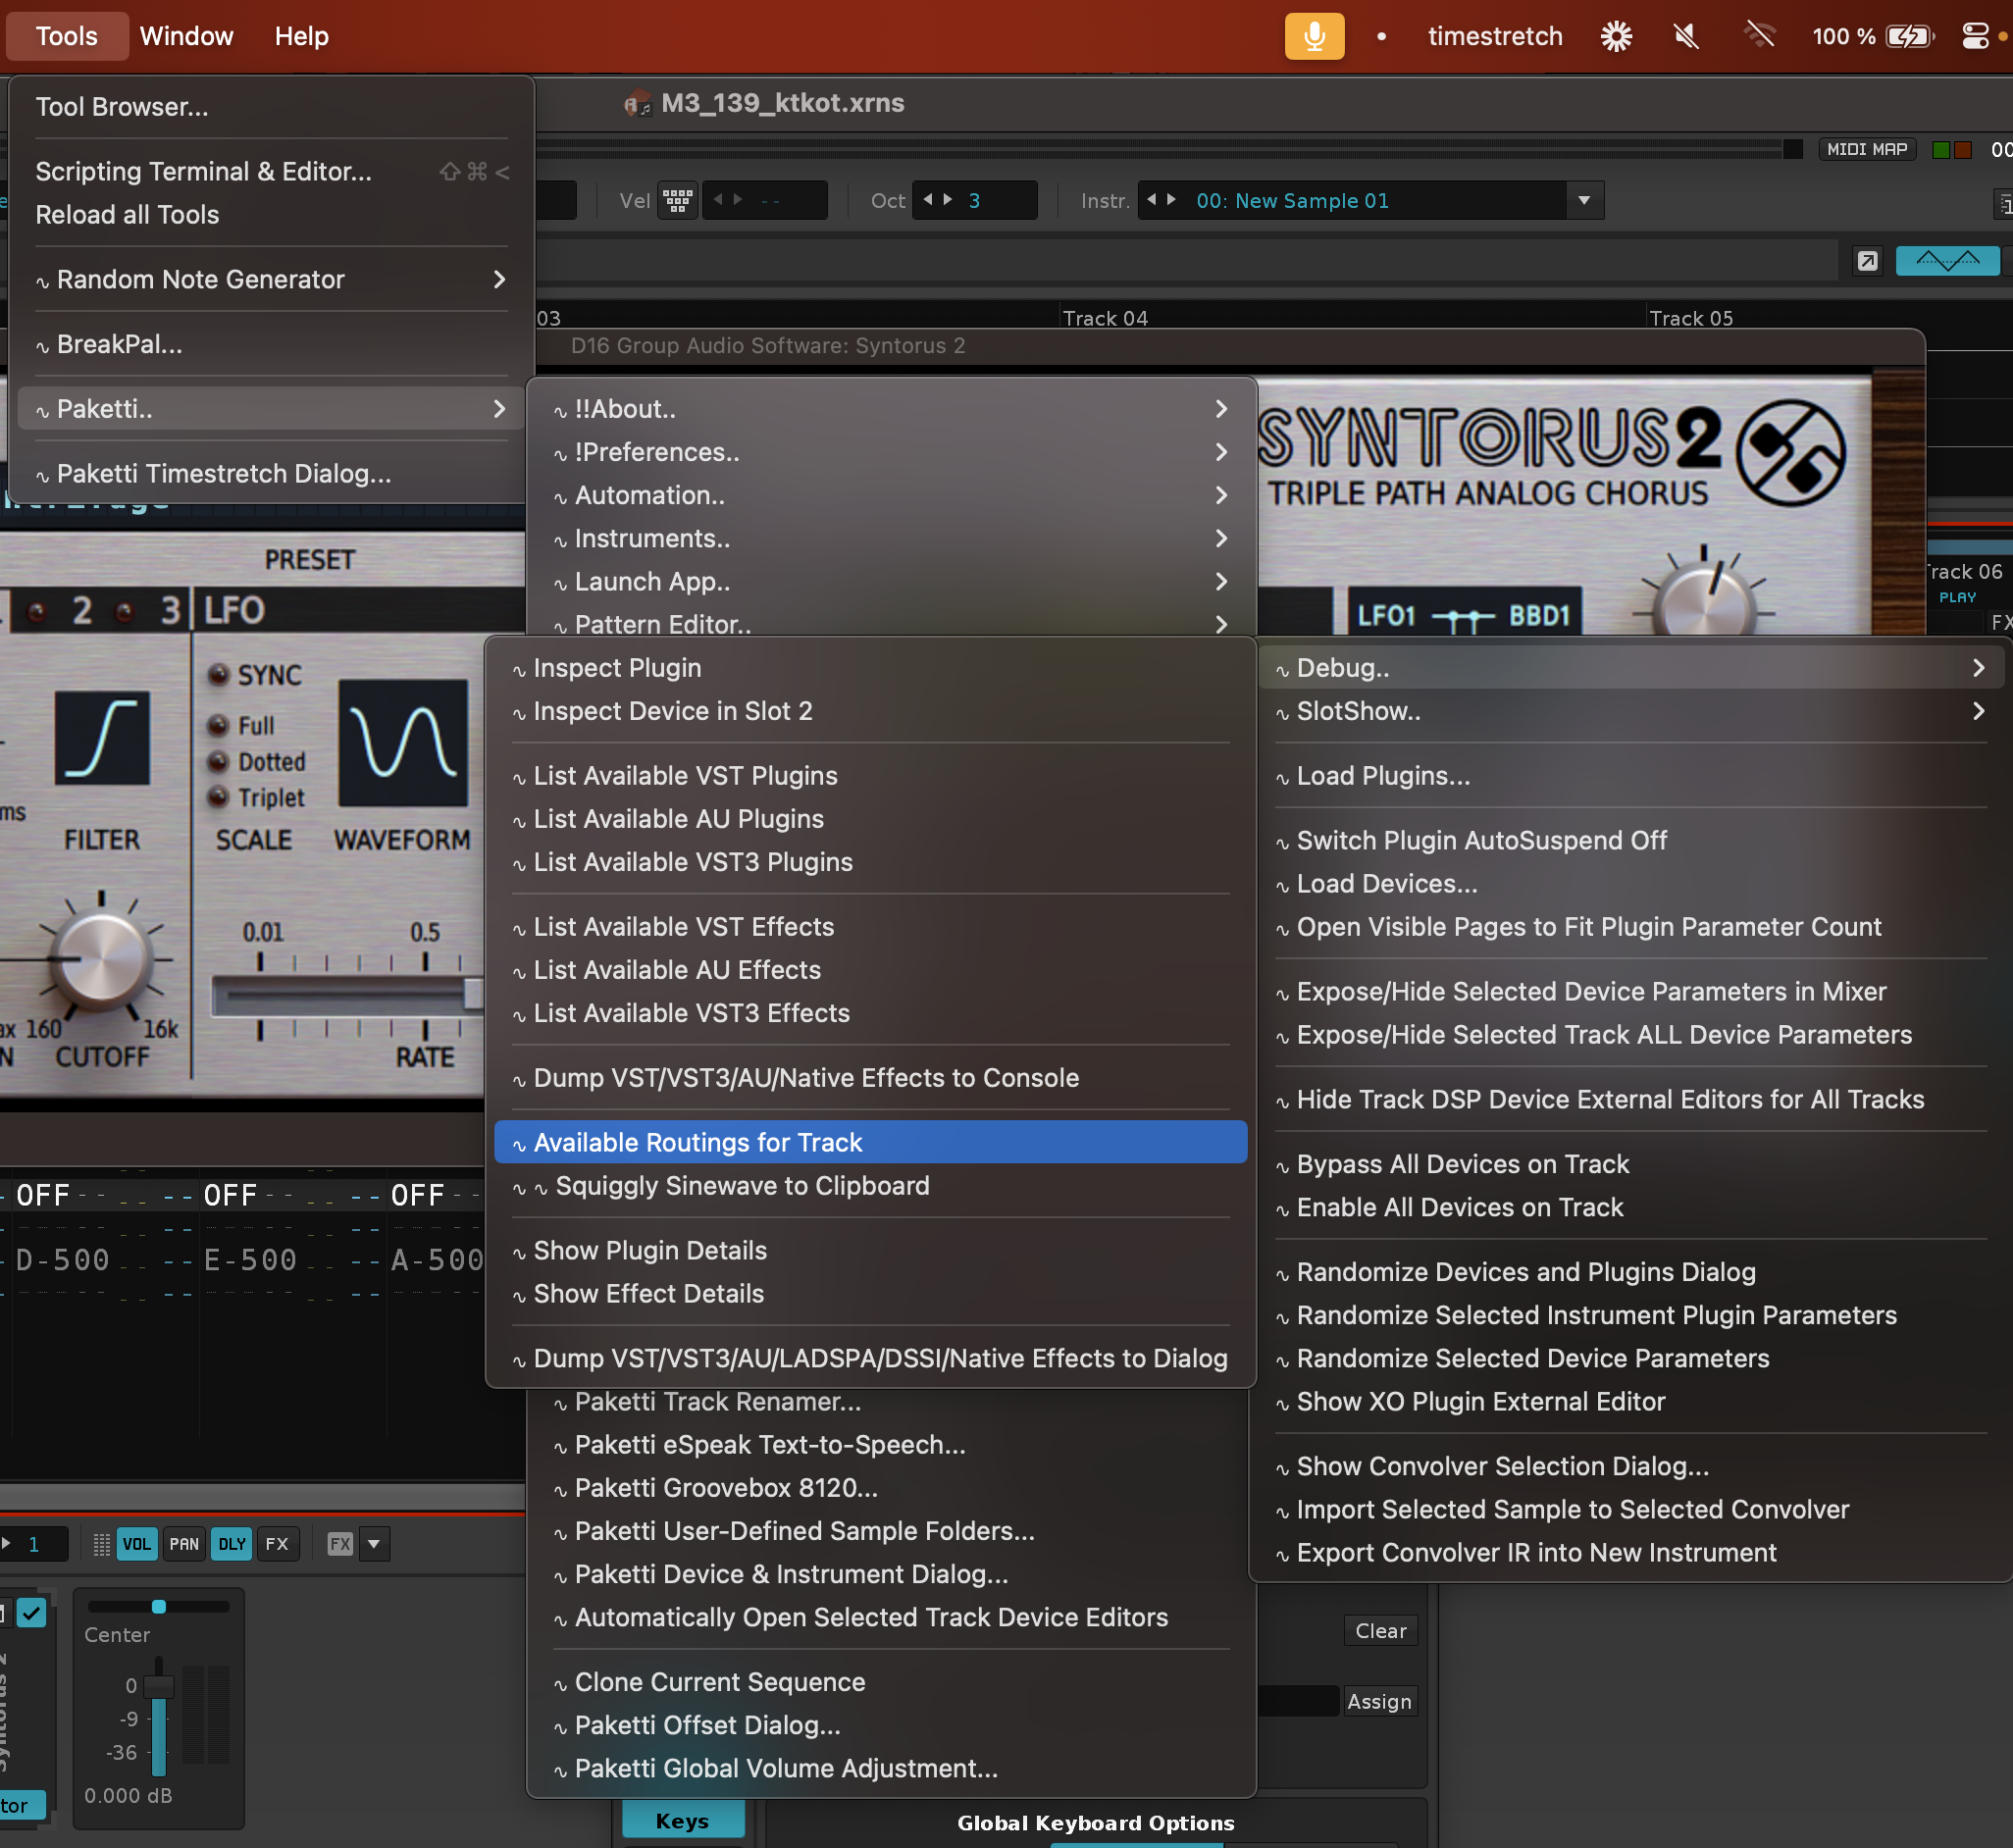 Tools Window Help timestretch 100 %
Tool Browser...
Scripting Terminal & Editor... ⇧⌘<
Reload all Tools
∿ Random Note Generator
∿ BreakPal...
∿ Paketti..
∿ Paketti Timestretch Dialog...
M3_139_ktkot.xrns
MIDI MAP
Vel -- Oct 3 Instr. 00: New Sample 01
03 Track 04 Track 05
D16 Group Audio Software: Syntorus 2
SYNTORUS2
TRIPLE PATH ANALOG CHORUS
LFO1 BBD1
Track 06
PLAY
FX
∿ !!About..
∿ !Preferences..
∿ Automation..
∿ Instruments..
∿ Launch App..
∿ Pattern Editor..
PRESET
2 3 LFO
SYNC
Full
Dotted
Triplet
ms
FILTER SCALE WAVEFORM
0.01 0.5
160 16k
CUTOFF RATE
∿ Inspect Plugin
∿ Inspect Device in Slot 2
∿ List Available VST Plugins
∿ List Available AU Plugins
∿ List Available VST3 Plugins
∿ List Available VST Effects
∿ List Available AU Effects
∿ List Available VST3 Effects
∿ Dump VST/VST3/AU/Native Effects to Console
∿ Available Routings for Track
∿ ∿ Squiggly Sinewave to Clipboard
∿ Show Plugin Details
∿ Show Effect Details
∿ Dump VST/VST3/AU/LADSPA/DSSI/Native Effects to Dialog
∿ Debug..
∿ SlotShow..
∿ Load Plugins...
∿ Switch Plugin AutoSuspend Off
∿ Load Devices...
∿ Open Visible Pages to Fit Plugin Parameter Count
∿ Expose/Hide Selected Device Parameters in Mixer
∿ Expose/Hide Selected Track ALL Device Parameters
∿ Hide Track DSP Device External Editors for All Tracks
∿ Bypass All Devices on Track
∿ Enable All Devices on Track
∿ Randomize Devices and Plugins Dialog
∿ Randomize Selected Instrument Plugin Parameters
∿ Randomize Selected Device Parameters
∿ Show XO Plugin External Editor
∿ Show Convolver Selection Dialog...
∿ Import Selected Sample to Selected Convolver
∿ Export Convolver IR into New Instrument
OFF OFF OFF
D-500 E-500 A-500
∿ Paketti Track Renamer...
∿ Paketti eSpeak Text-to-Speech...
∿ Paketti Groovebox 8120...
∿ Paketti User-Defined Sample Folders...
∿ Paketti Device & Instrument Dialog...
∿ Automatically Open Selected Track Device Editors
∿ Clone Current Sequence
∿ Paketti Offset Dialog...
∿ Paketti Global Volume Adjustment...
1 VOL PAN DLY FX FX
Center
0
-9
-36
0.000 dB
Syntorus 2
Clear
Assign
Keys
Global Keyboard Options